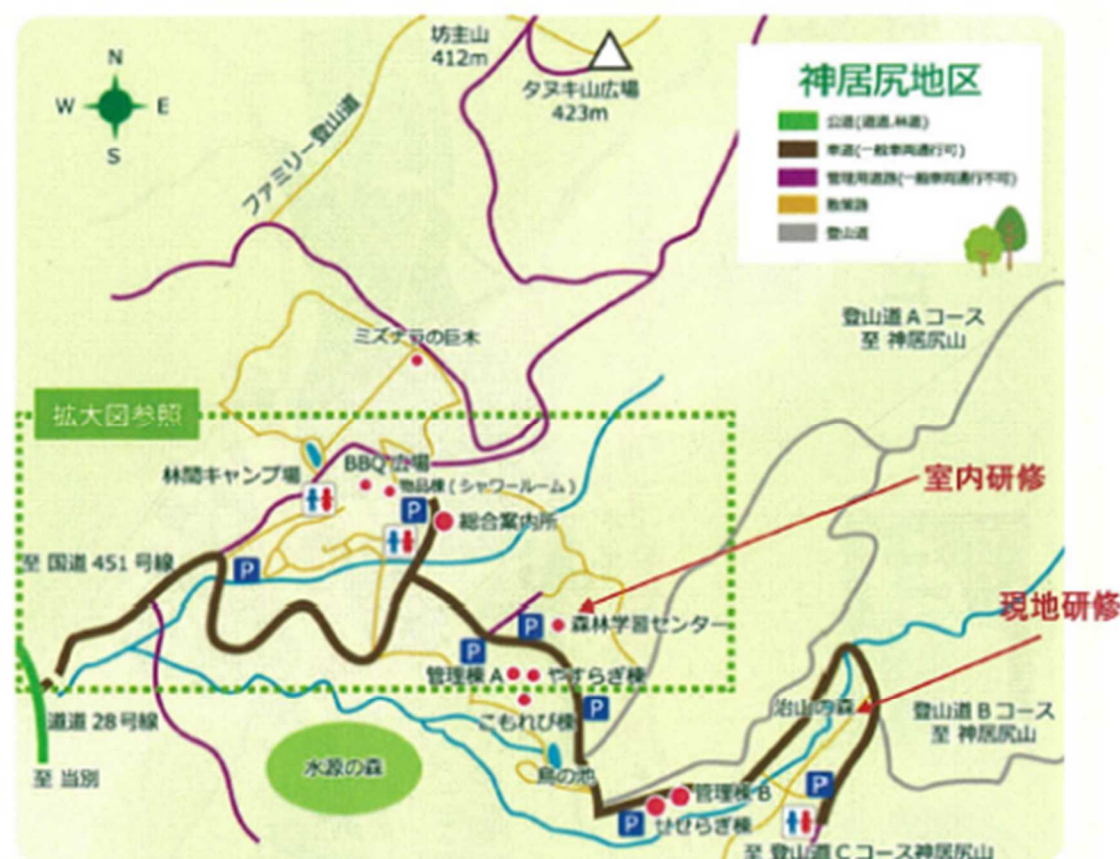 N
W E
S
坊主山
412m
タヌキ山広場
423m
神居尻地区
公道(道道.林道)
車道(一般車両通行可)
管理用道路(一般車両通行不可)
散策路
登山道
ファミリー登山道
ミズナラの巨木
登山道Aコース
至 神居尻山
拡大図参照
林間キャンプ場
BBQ広場
物品棟(シャワールーム)
室内研修
P
総合案内所
至 国道451号線
P
現地研修
P
森林学習センター
P
管理棟A
やすらぎ棟
こもれび棟
P
治山の森
登山道Bコース
至 神居尻山
道道28号線
至 当別
水源の森
鳥の池
管理棟B
P
せせらぎ棟
P
至 登山道Cコース神居尻山